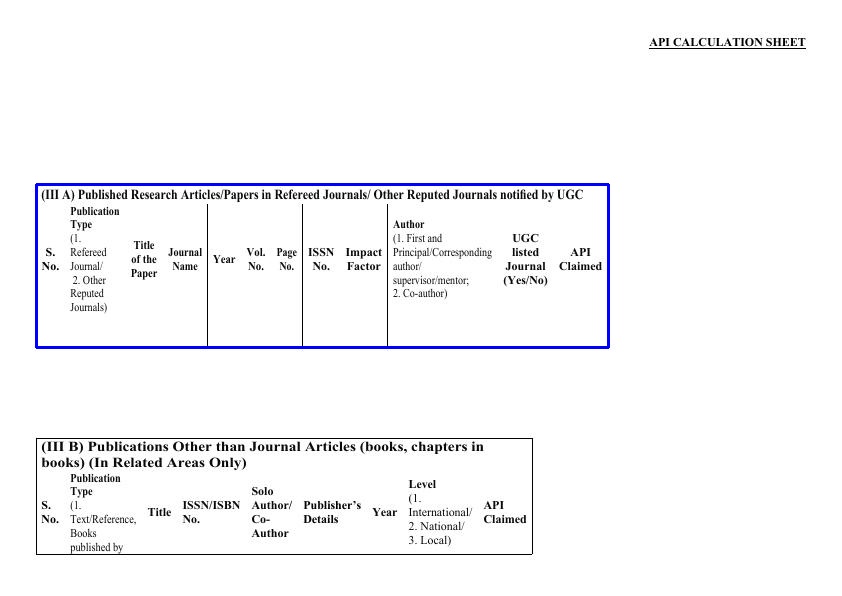 API CALCULATION SHEET
(III A) Published Research Articles/Papers in Refereed Journals/ Other Reputed Journals notified by UGC
S.
No.
Publication
Type
(1.
Refereed
Journal/
2. Other
Reputed
Journals)
Title
of the
Paper
Journal
Name
Year
Vol.
No.
Page
No.
ISSN
No.
Impact
Factor
Author
(1. First and
Principal/Corresponding
author/
supervisor/mentor;
2. Co-author)
UGC
listed
Journal
(Yes/No)
API
Claimed
(III B) Publications Other than Journal Articles (books, chapters in
books) (In Related Areas Only)
S.
No.
Publication
Type
(1.
Text/Reference,
Books
published by
Title
ISSN/ISBN
No.
Solo
Author/
Co-
Author
Publisher's
Details
Year
Level
(1.
International/
2. National/
3. Local)
API
Claimed